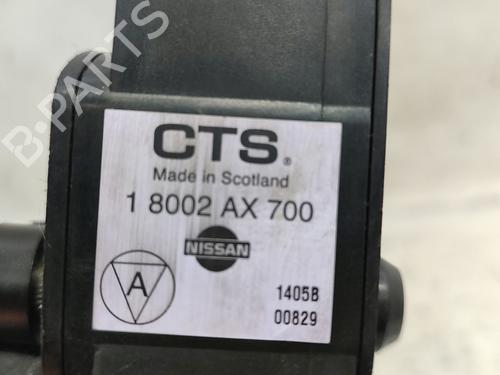 B-PARTS
CTS®
Made in Scotland
1 8002 AX 700
NISSAN
A
1405B
00829